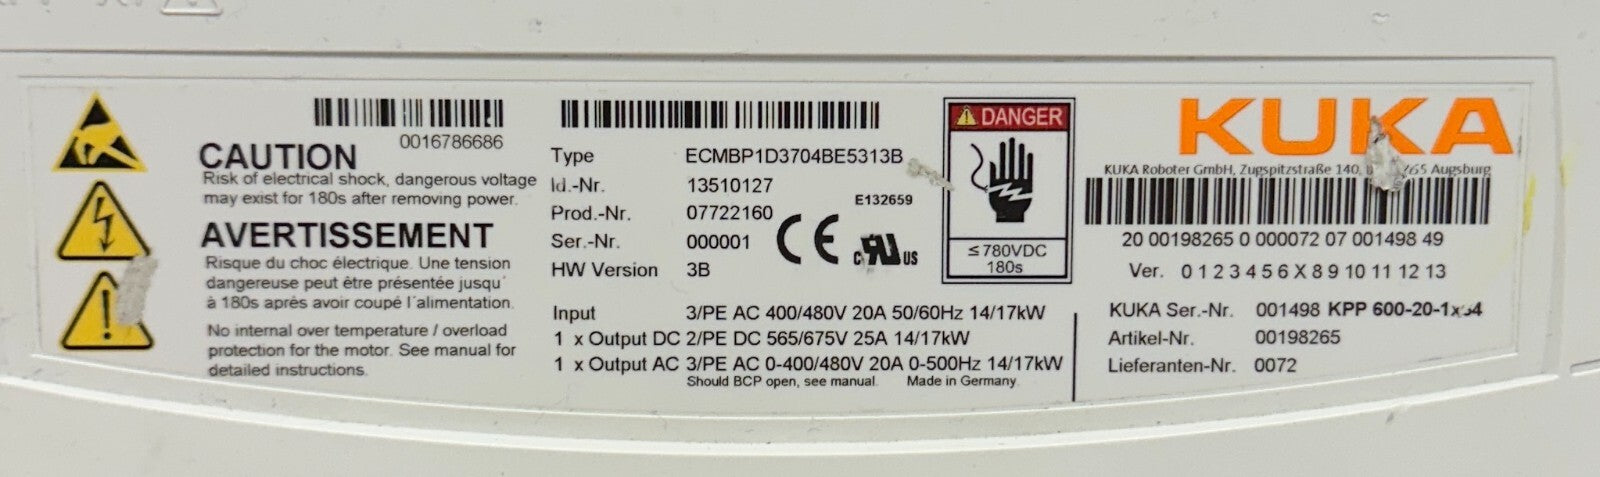 0016786686
CAUTION
Risk of electrical shock, dangerous voltage
may exist for 180s after removing power.
AVERTISSEMENT
Risque du choc électrique. Une tension
dangereuse peut être présentée jusqu´
à 180s après avoir coupé l´alimentation.
No internal over temperature / overload
protection for the motor. See manual for
detailed instructions.
Type ECMBP1D3704BE5313B
Id.-Nr. 13510127
Prod.-Nr. 07722160
Ser.-Nr. 000001
HW Version 3B
CE
E132659
c RU US
Input 3/PE AC 400/480V 20A 50/60Hz 14/17kW
1 x Output DC 2/PE DC 565/675V 25A 14/17kW
1 x Output AC 3/PE AC 0-400/480V 20A 0-500Hz 14/17kW
Should BCP open, see manual. Made in Germany.
DANGER
≤780VDC
180s
KUKA
KUKA Roboter GmbH, Zugspitzstraße 140, Augsburg
20 00198265 0 000072 07 001498 49
Ver. 0 1 2 3 4 5 6 X 8 9 10 11 12 13
KUKA Ser.-Nr. 001498 KPP 600-20-1x64
Artikel-Nr. 00198265
Lieferanten-Nr. 0072